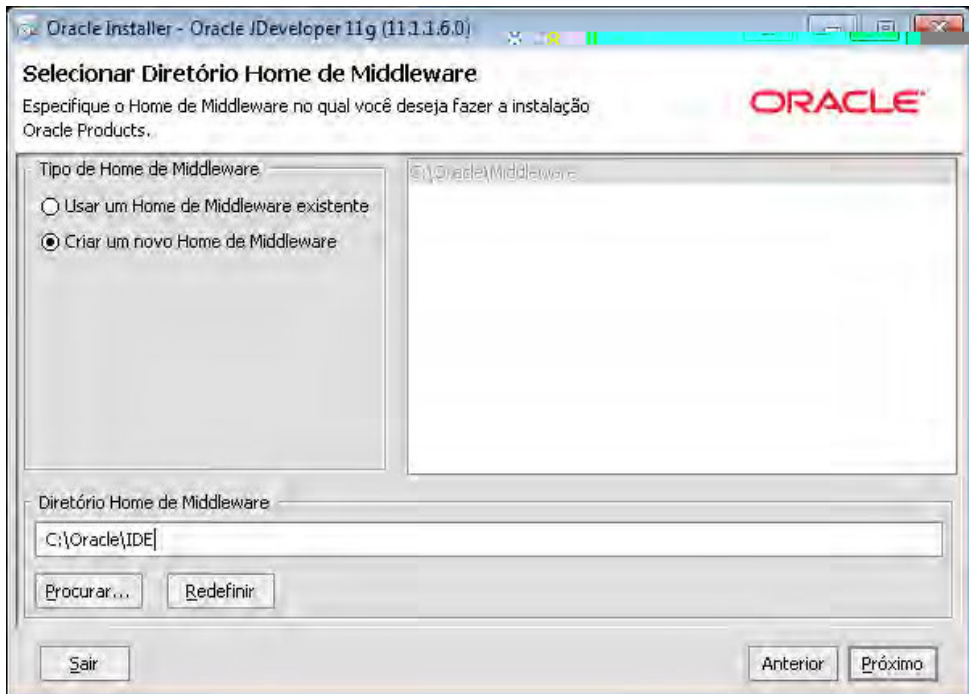 Oracle Installer - Oracle JDeveloper 11g (11.1.1.6.0)
Selecionar Diretório Home de Middleware
Especifique o Home de Middleware no qual você deseja fazer a instalação
Oracle Products.
ORACLE
Tipo de Home de Middleware
Usar um Home de Middleware existente
Criar um novo Home de Middleware
C:\Oracle\Middleware
Diretório Home de Middleware
C:\Oracle\IDE
Procurar...
Redefinir
Sair
Anterior
Próximo